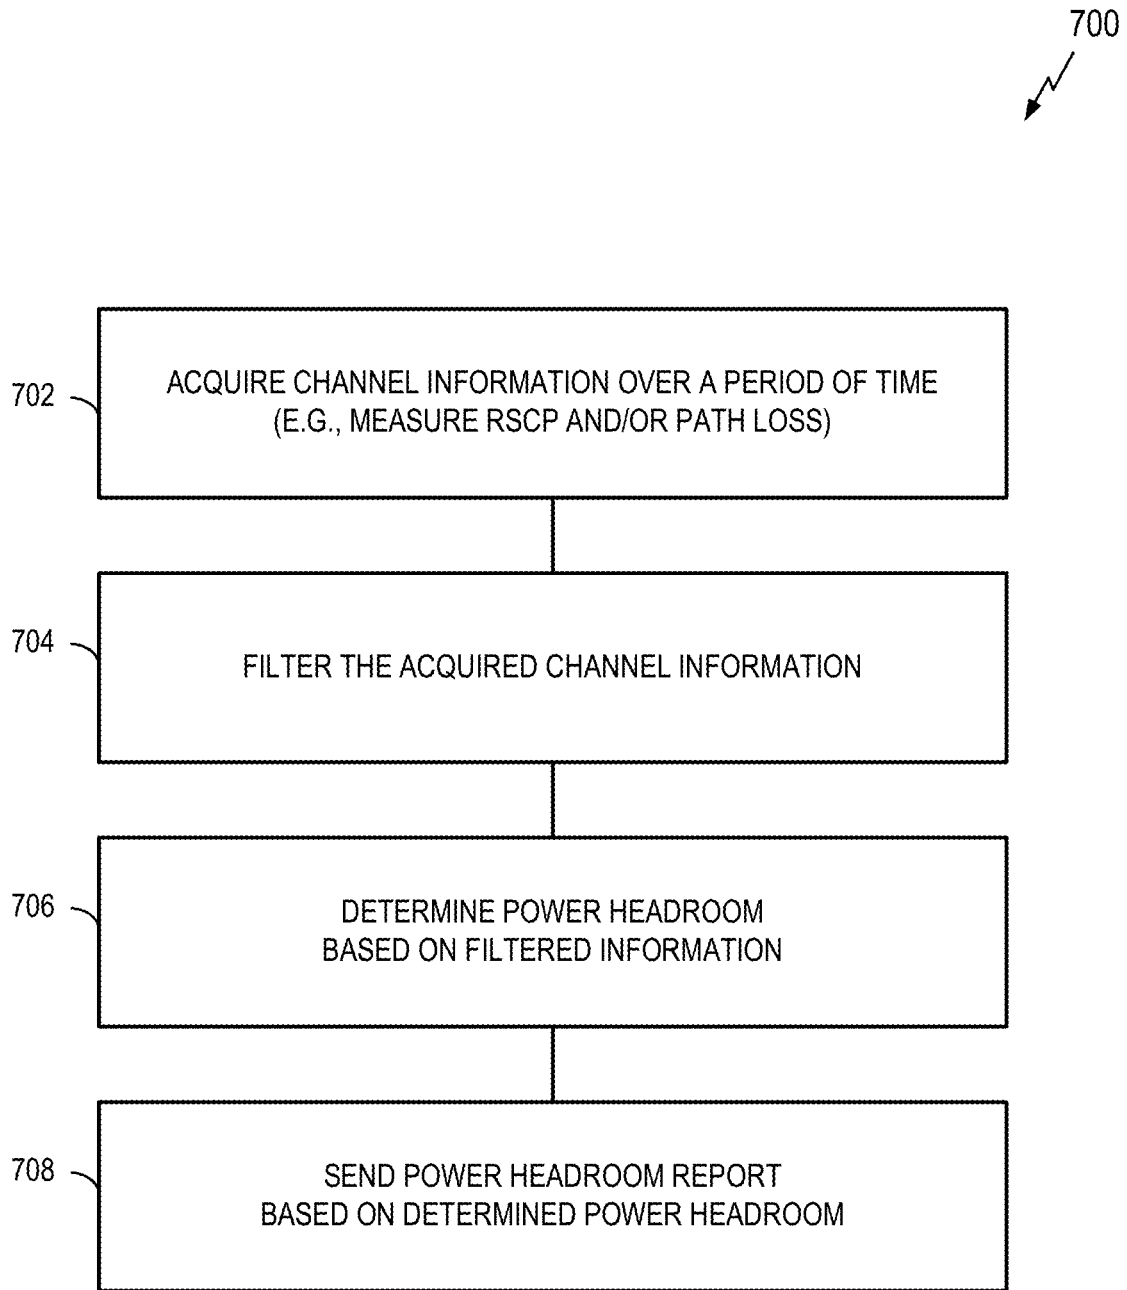 700
702
ACQUIRE CHANNEL INFORMATION OVER A PERIOD OF TIME
(E.G., MEASURE RSCP AND/OR PATH LOSS)
704
FILTER THE ACQUIRED CHANNEL INFORMATION
706
DETERMINE POWER HEADROOM
BASED ON FILTERED INFORMATION
708
SEND POWER HEADROOM REPORT
BASED ON DETERMINED POWER HEADROOM